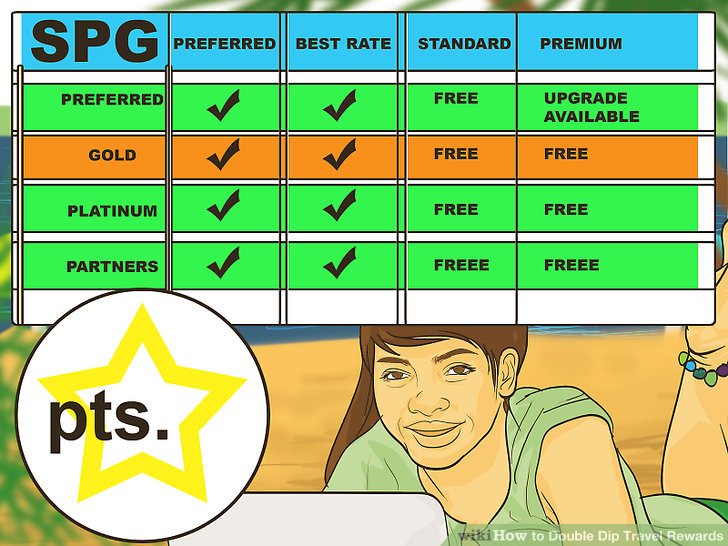 SPG PREFERRED BEST RATE STANDARD PREMIUM
PREFERRED FREE UPGRADE
AVAILABLE
GOLD FREE FREE
PLATINUM FREE FREE
PARTNERS FREEE FREEE
pts.
wikiHow to Double Dip Travel Rewards